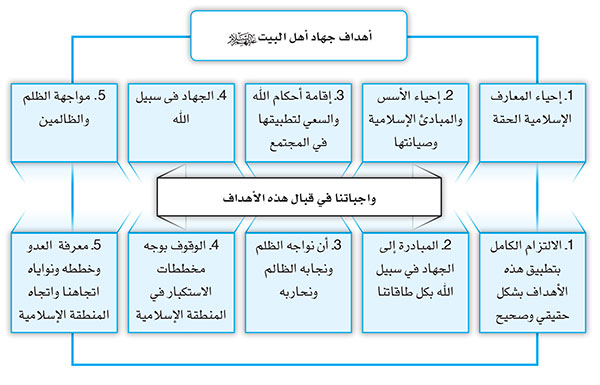 أهداف جهاد أهل البيت عليهم السلام
1. إحياء المعارف
الإسلامية الحقة
2. إحياء الأسس
والمبادئ الإسلامية
وصيانتها
3. إقامة أحكام الله
والسعي لتطبيقها
في المجتمع
4. الجهاد فى سبيل
الله
5. مواجهة الظلم
والظالمين
واجباتنا في قبال هذه الأهداف
1. الالتزام الكامل
بتطبيق هذه
الأهداف بشكل
حقيقي وصحيح
2. المبادرة إلى
الجهاد في سبيل
الله بكل طاقاتنا
3. أن نواجه الظلم
ونجابه الظالم
ونحاربه
4. الوقوف بوجه
مخططات
الاستكبار في
المنطقة الإسلامية
5. معرفة العدو
وخططه ونواياه
اتجاهنا واتجاه
المنطقة الإسلامية